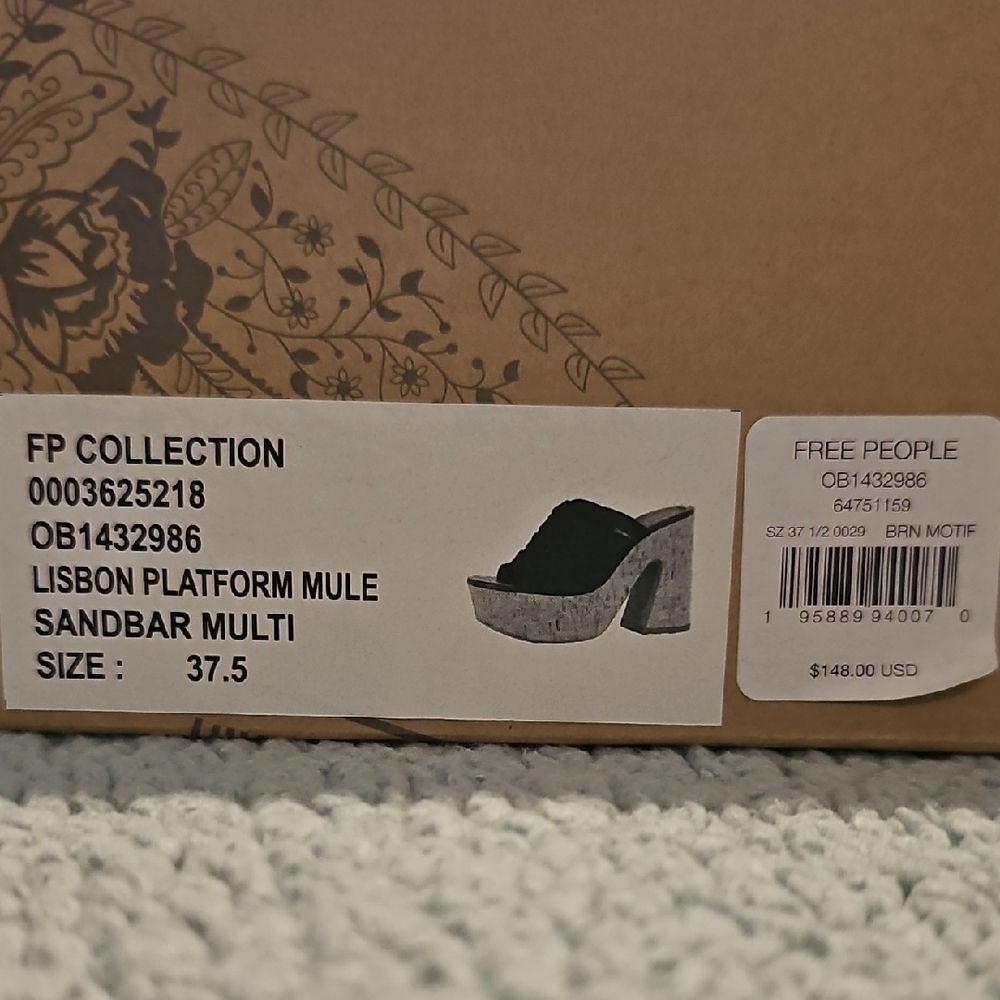 FP COLLECTION
0003625218
OB1432986
LISBON PLATFORM MULE
SANDBAR MULTI
SIZE : 37.5
FREE PEOPLE
OB1432986
64751159
SZ 37 1/2 0029 BRN MOTIF
1 95889 94007 0
$148.00 USD